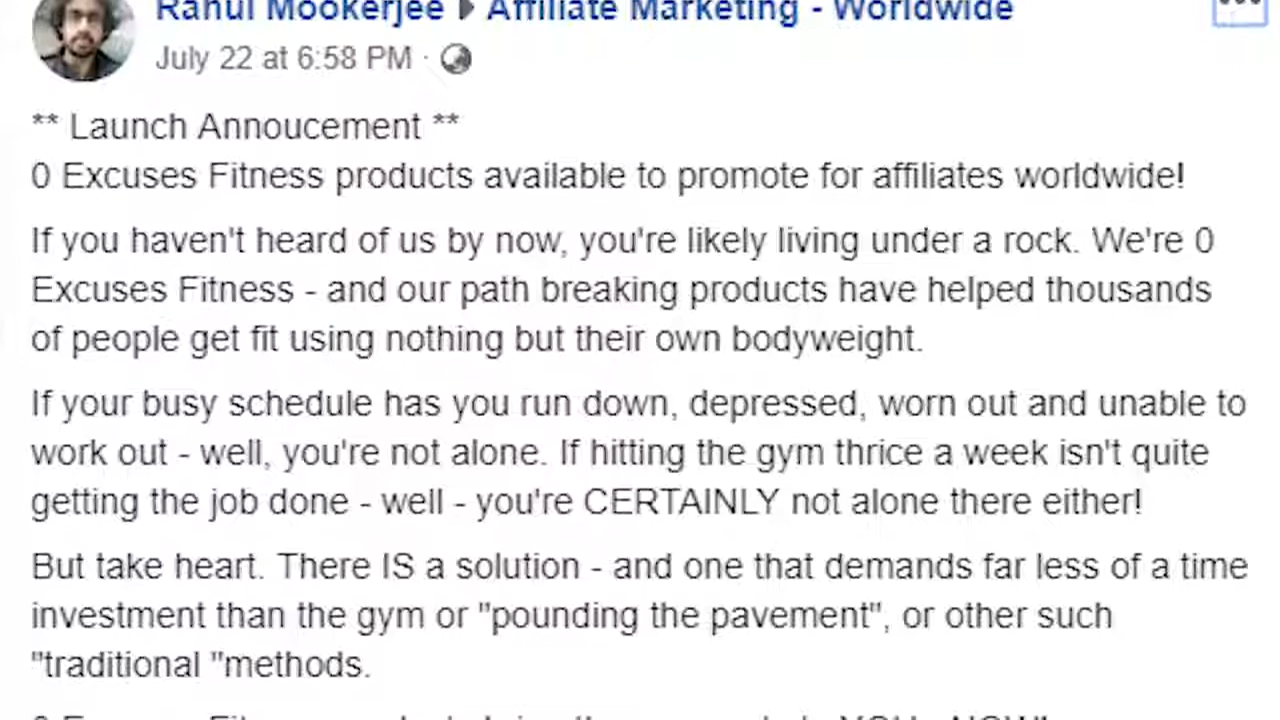 Rahul Mookerjee ▸ Affiliate Marketing - Worldwide
July 22 at 6:58 PM ·
** Launch Annoucement **
0 Excuses Fitness products available to promote for affiliates worldwide!
If you haven't heard of us by now, you're likely living under a rock. We're 0
Excuses Fitness - and our path breaking products have helped thousands
of people get fit using nothing but their own bodyweight.
If your busy schedule has you run down, depressed, worn out and unable to
work out - well, you're not alone. If hitting the gym thrice a week isn't quite
getting the job done - well - you're CERTAINLY not alone there either!
But take heart. There IS a solution - and one that demands far less of a time
investment than the gym or "pounding the pavement", or other such
"traditional "methods.